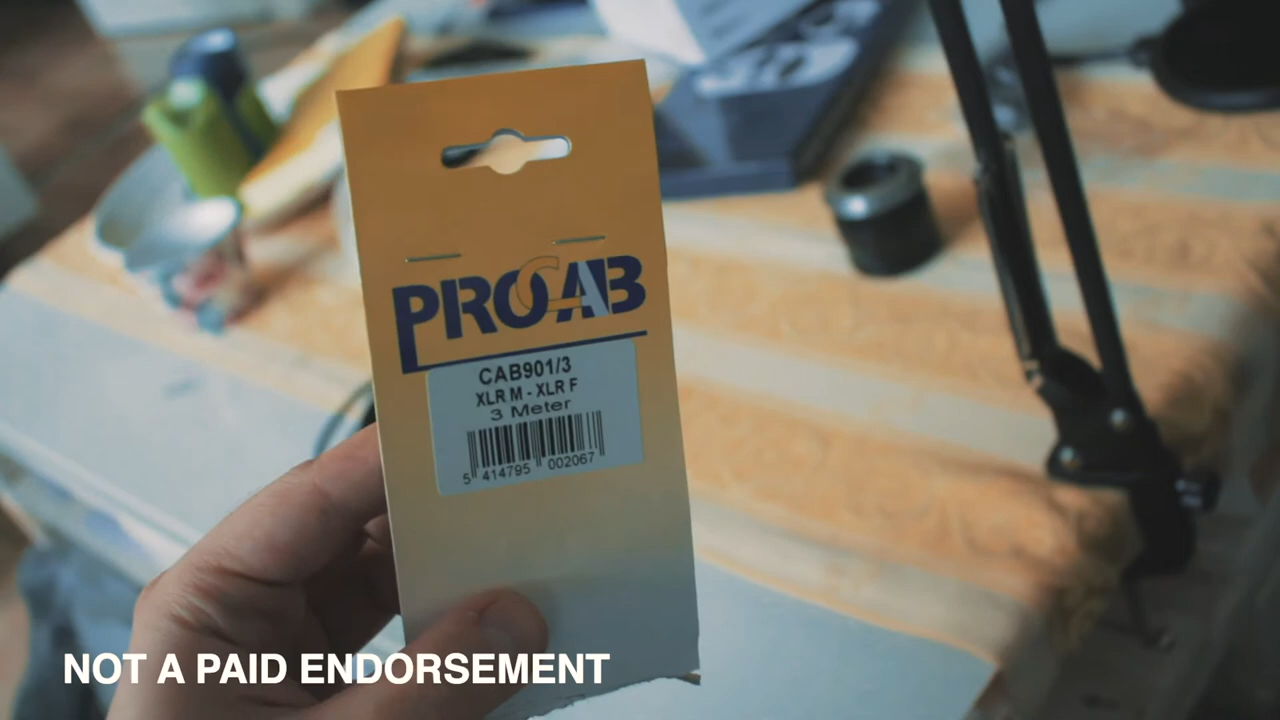 PROCAB
CAB901/3
XLR M - XLR F
3 Meter
5 414795 002067
NOT A PAID ENDORSEMENT